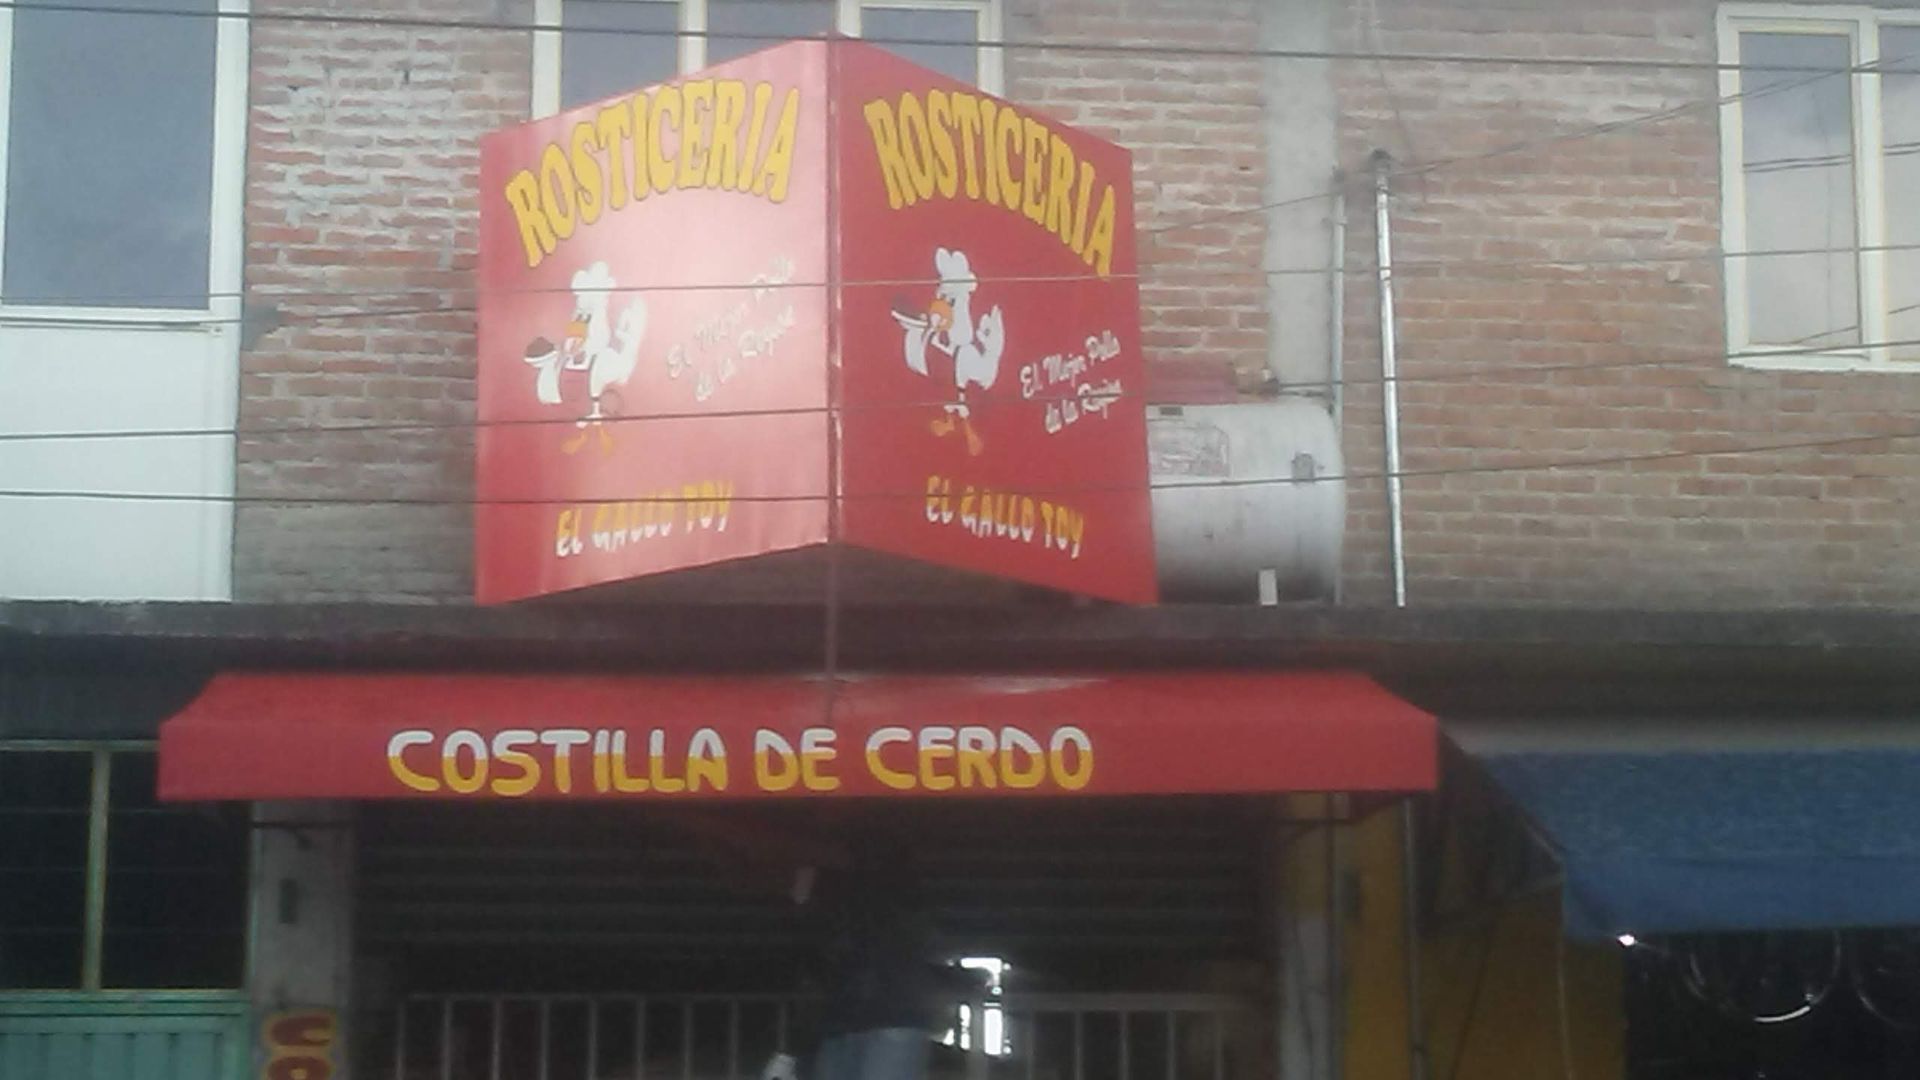 ROSTICERIA
El Mejor Pollo
de la Region
EL GALLO TOY
ROSTICERIA
El Mejor Pollo
de la Region
EL GALLO TOY
COSTILLA DE CERDO
CO